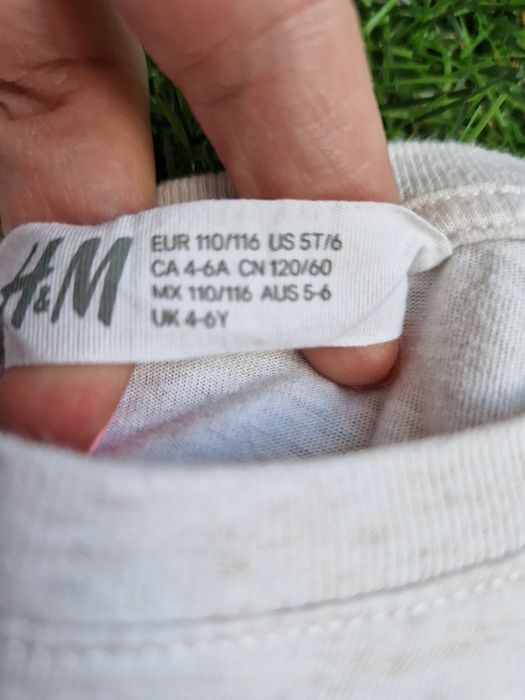 H&M
EUR 110/116 US 5T/6
CA 4-6A CN 120/60
MX 110/116 AUS 5-6
UK 4-6Y